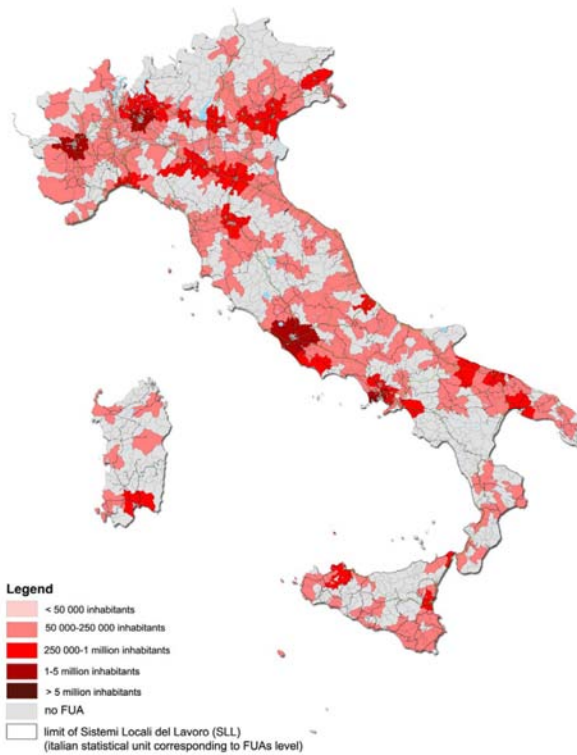 Legend
< 50 000 inhabitants
50 000-250 000 inhabitants
250 000-1 million inhabitants
1-5 million inhabitants
> 5 million inhabitants
no FUA
limit of Sistemi Locali del Lavoro (SLL)
(italian statistical unit corresponding to FUAs level)